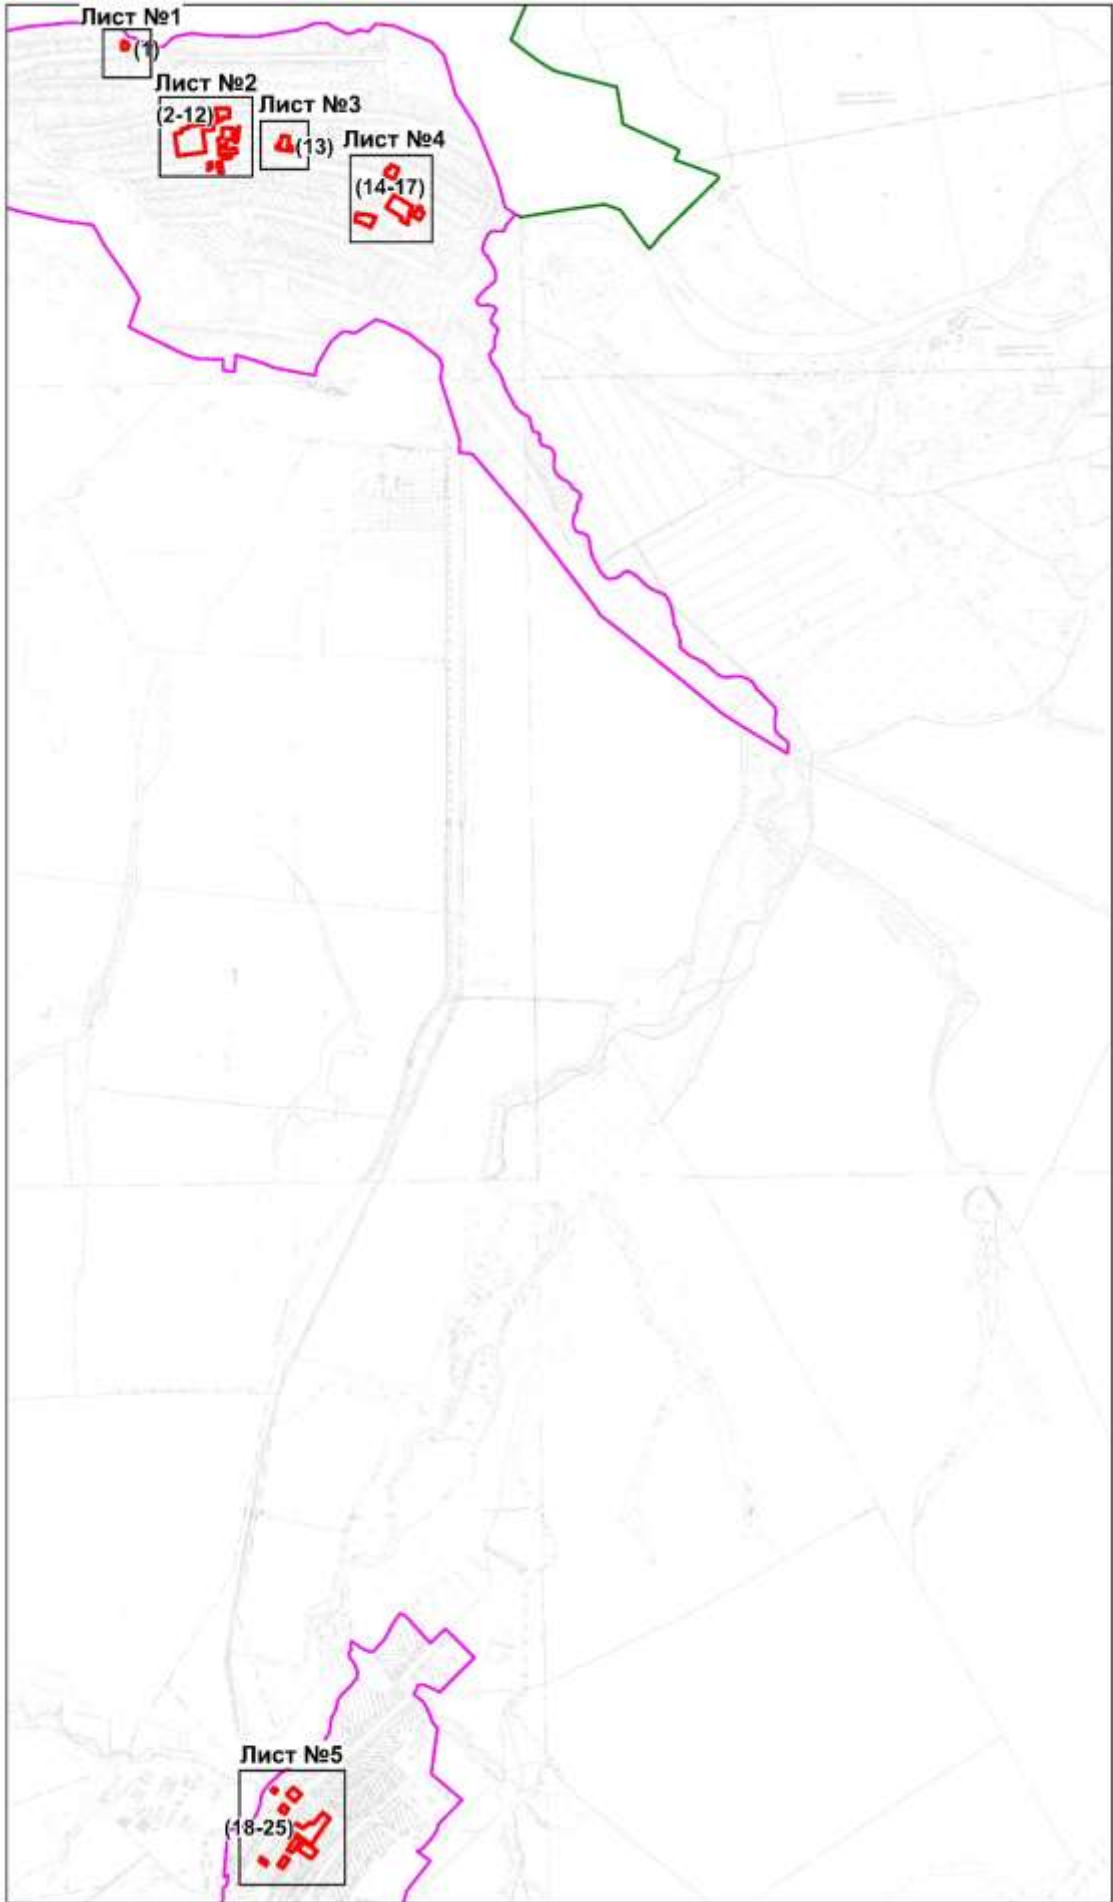 Лист №1
(1)
Лист №2
(2-12)
Лист №3
(13)
Лист №4
(14-17)
Лист №5
(18-25)